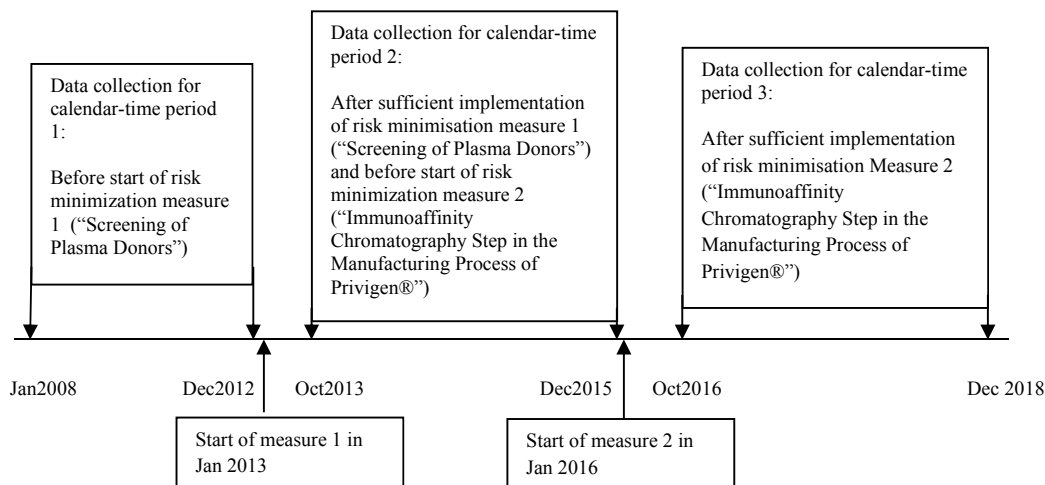 Data collection for
calendar-time period
1:
Before start of risk
minimization measure
1 (“Screening of
Plasma Donors”)
Data collection for calendar-time
period 2:
After sufficient implementation
of risk minimisation measure 1
(“Screening of Plasma Donors”)
and before start of risk
minimization measure 2
(“Immunoaffinity
Chromatography Step in the
Manufacturing Process of
Privigen®”)
Data collection for calendar-time
period 3:
After sufficient implementation
of risk minimisation Measure 2
(“Immunoaffinity
Chromatography Step in the
Manufacturing Process of
Privigen®”)
Jan2008
Dec2012
Oct2013
Dec2015
Oct2016
Dec 2018
Start of measure 1 in
Jan 2013
Start of measure 2 in
Jan 2016